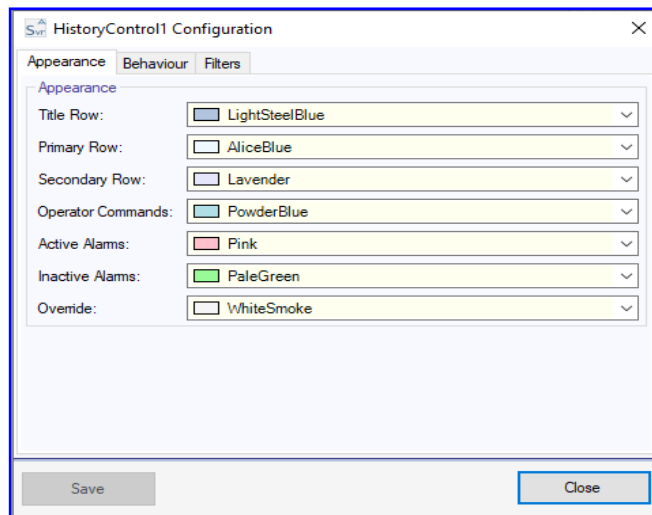 Svr HistoryControl1 Configuration
Appearance Behaviour Filters
Appearance
Title Row: LightSteelBlue
Primary Row: AliceBlue
Secondary Row: Lavender
Operator Commands: PowderBlue
Active Alarms: Pink
Inactive Alarms: PaleGreen
Override: WhiteSmoke
Save Close